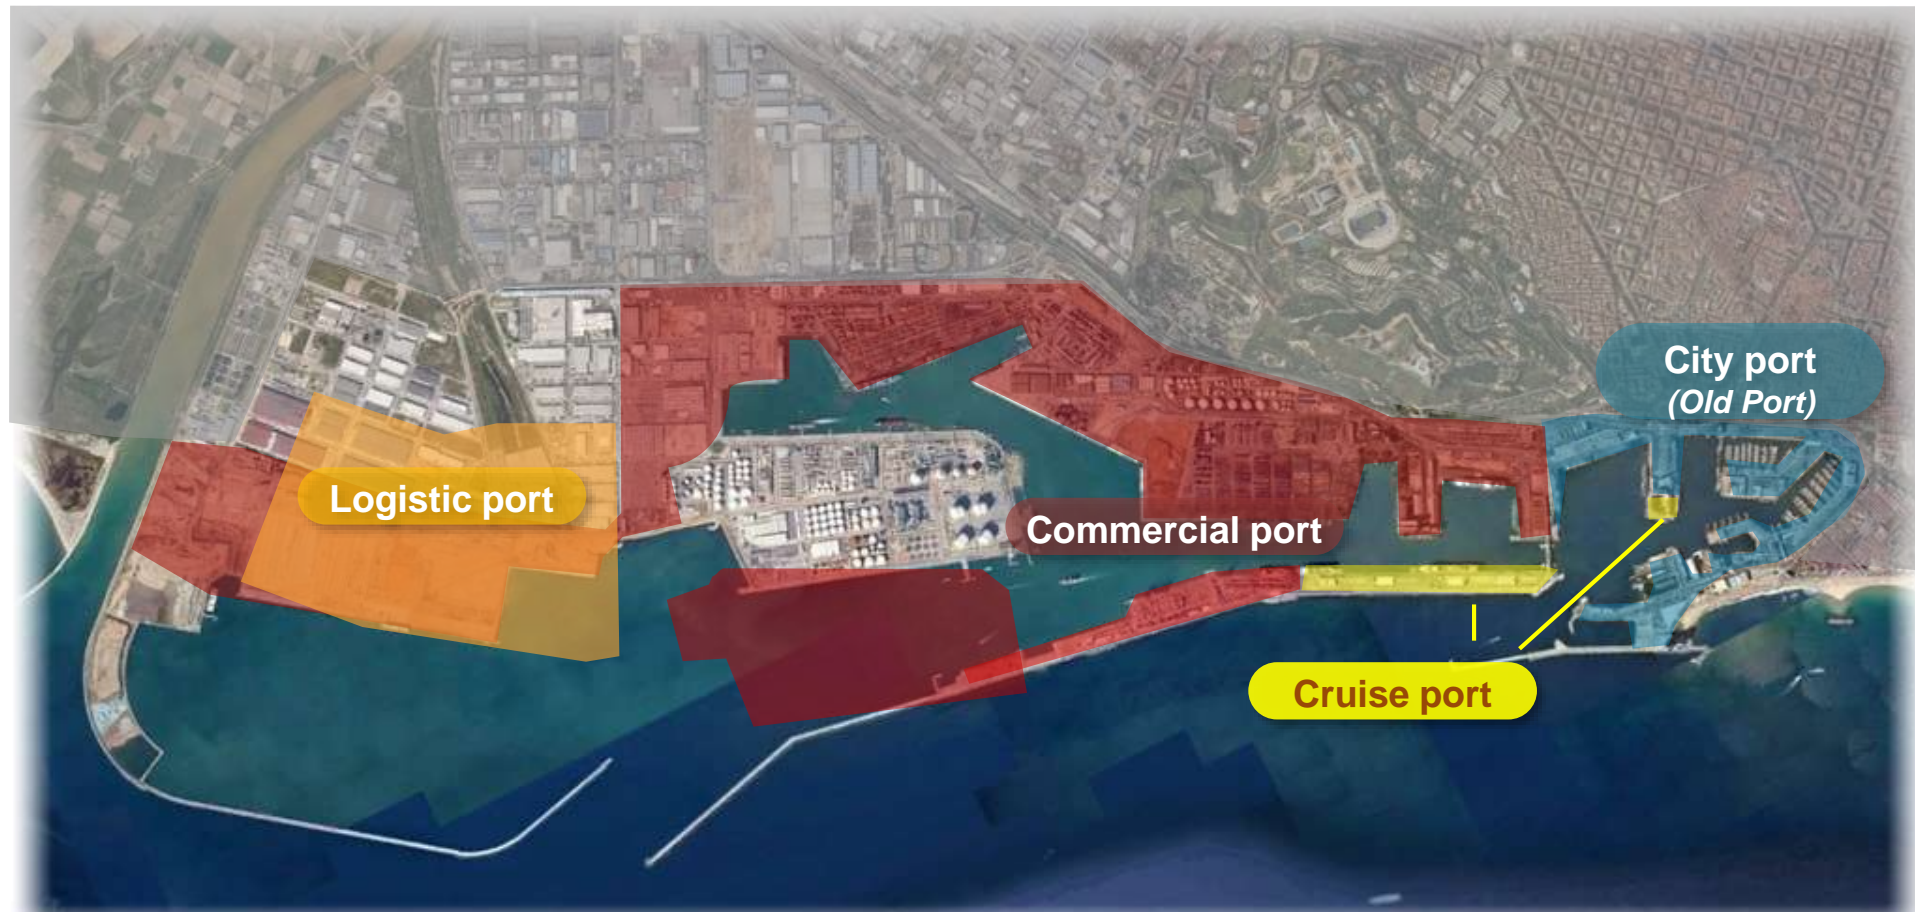 City port
(Old Port)
Logistic port
Commercial port
Cruise port